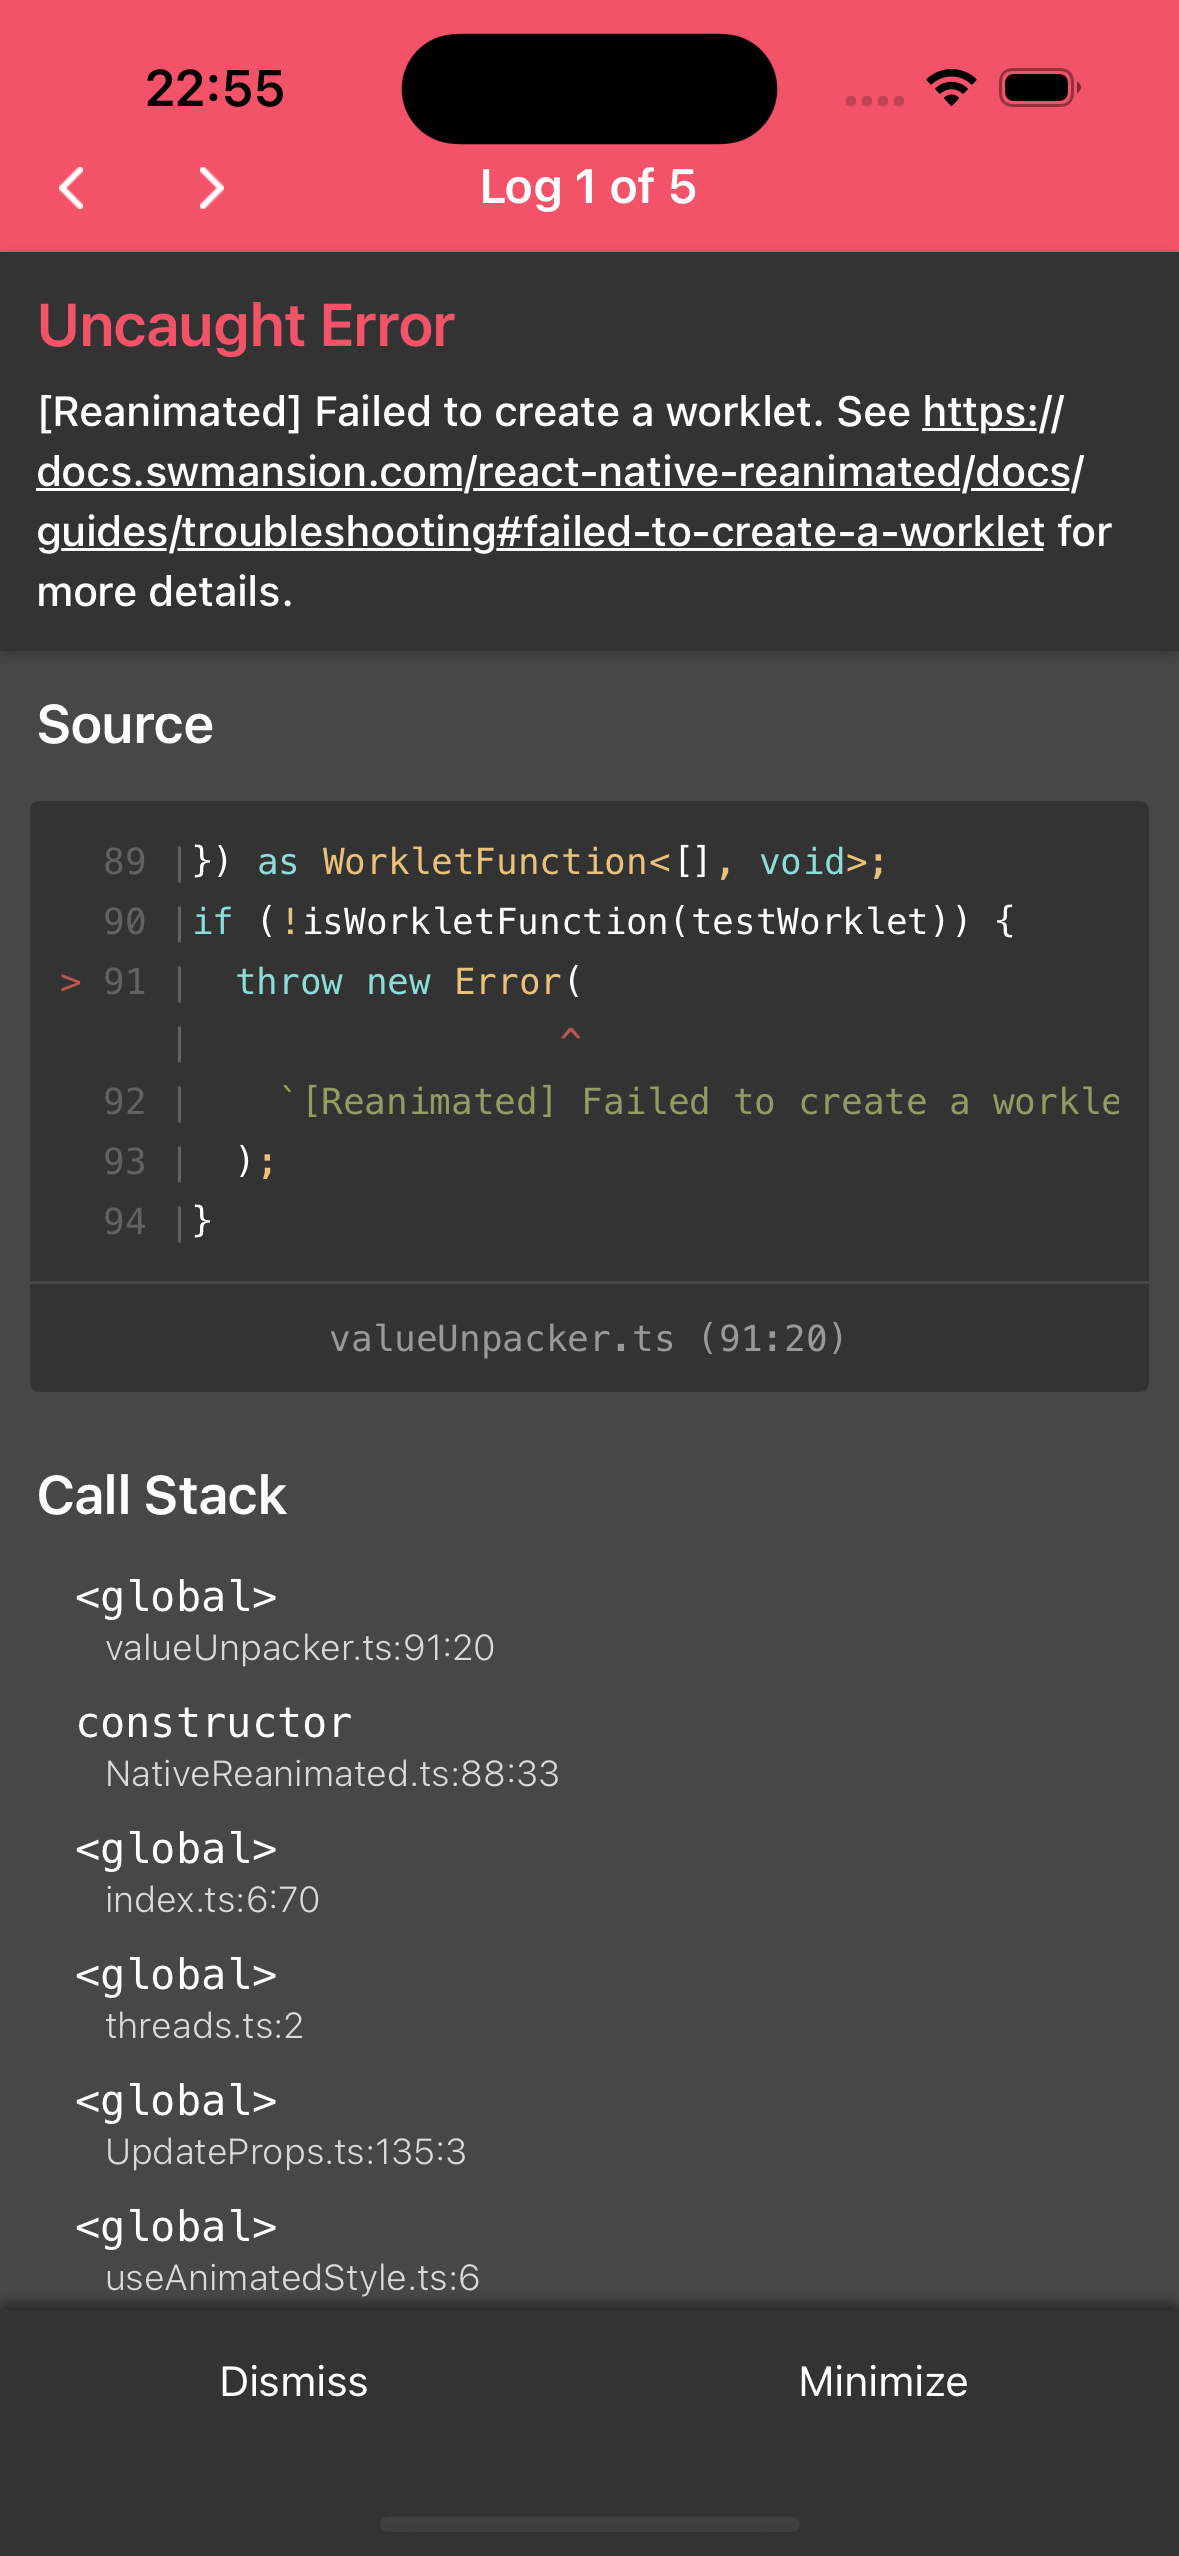 22:55
Log 1 of 5
Uncaught Error
[Reanimated] Failed to create a worklet. See https://
docs.swmansion.com/react-native-reanimated/docs/
guides/troubleshooting#failed-to-create-a-worklet for
more details.
Source
89 |}) as WorkletFunction<[], void>;
90 |if (!isWorkletFunction(testWorklet)) {
> 91 |  throw new Error(
|                 ^
92 |    `[Reanimated] Failed to create a workle
93 |  );
94 |}
valueUnpacker.ts (91:20)
Call Stack
<global>
valueUnpacker.ts:91:20
constructor
NativeReanimated.ts:88:33
<global>
index.ts:6:70
<global>
threads.ts:2
<global>
UpdateProps.ts:135:3
<global>
useAnimatedStyle.ts:6
Dismiss
Minimize